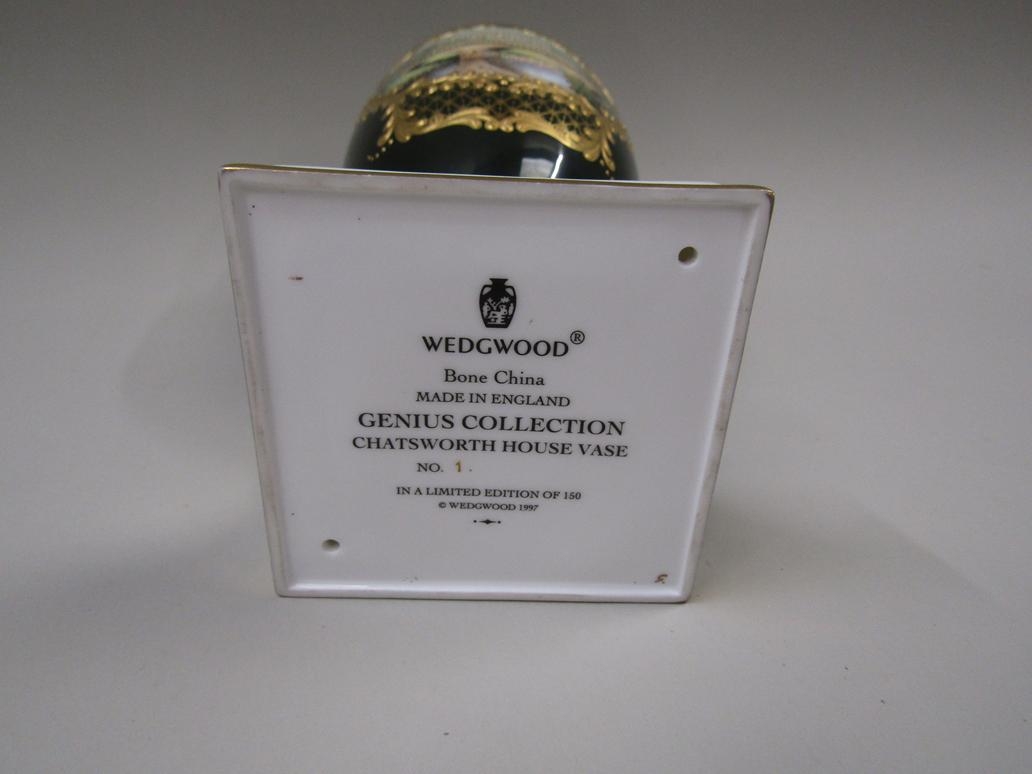 WEDGWOOD®
Bone China
MADE IN ENGLAND
GENIUS COLLECTION
CHATSWORTH HOUSE VASE
NO. 1.
IN A LIMITED EDITION OF 150
© WEDGWOOD 1997